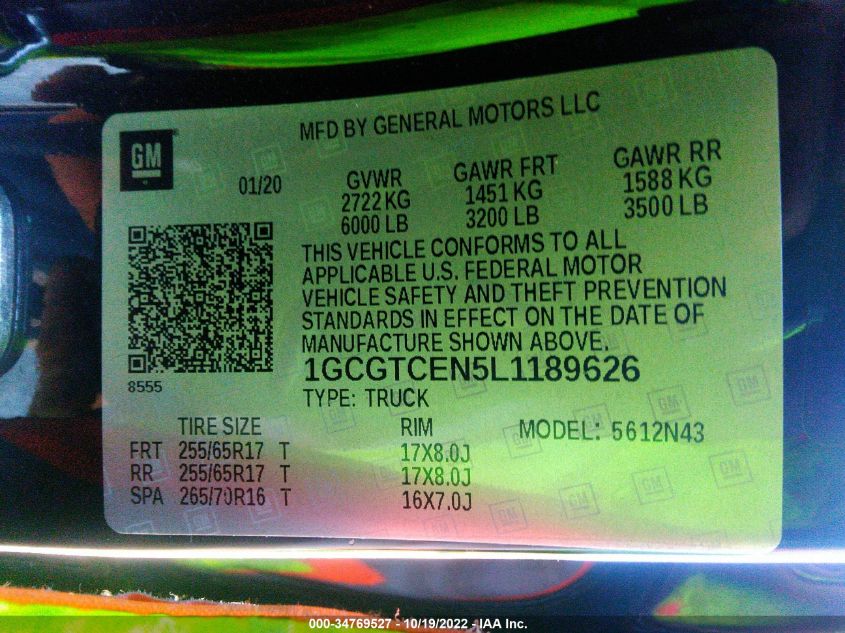 MFD BY GENERAL MOTORS LLC
GM
01/20
GVWR GAWR FRT GAWR RR
2722 KG 1451 KG 1588 KG
6000 LB 3200 LB 3500 LB
THIS VEHICLE CONFORMS TO ALL
APPLICABLE U.S. FEDERAL MOTOR
VEHICLE SAFETY AND THEFT PREVENTION
STANDARDS IN EFFECT ON THE DATE OF
MANUFACTURE SHOWN ABOVE.
1GCGTCEN5L1189626
8555
TYPE: TRUCK
TIRE SIZE RIM MODEL: 5612N43
FRT 255/65R17 T 17X8.0J
RR 255/65R17 T 17X8.0J
SPA 265/70R16 T 16X7.0J
000-34769527 - 10/19/2022 - IAA Inc.